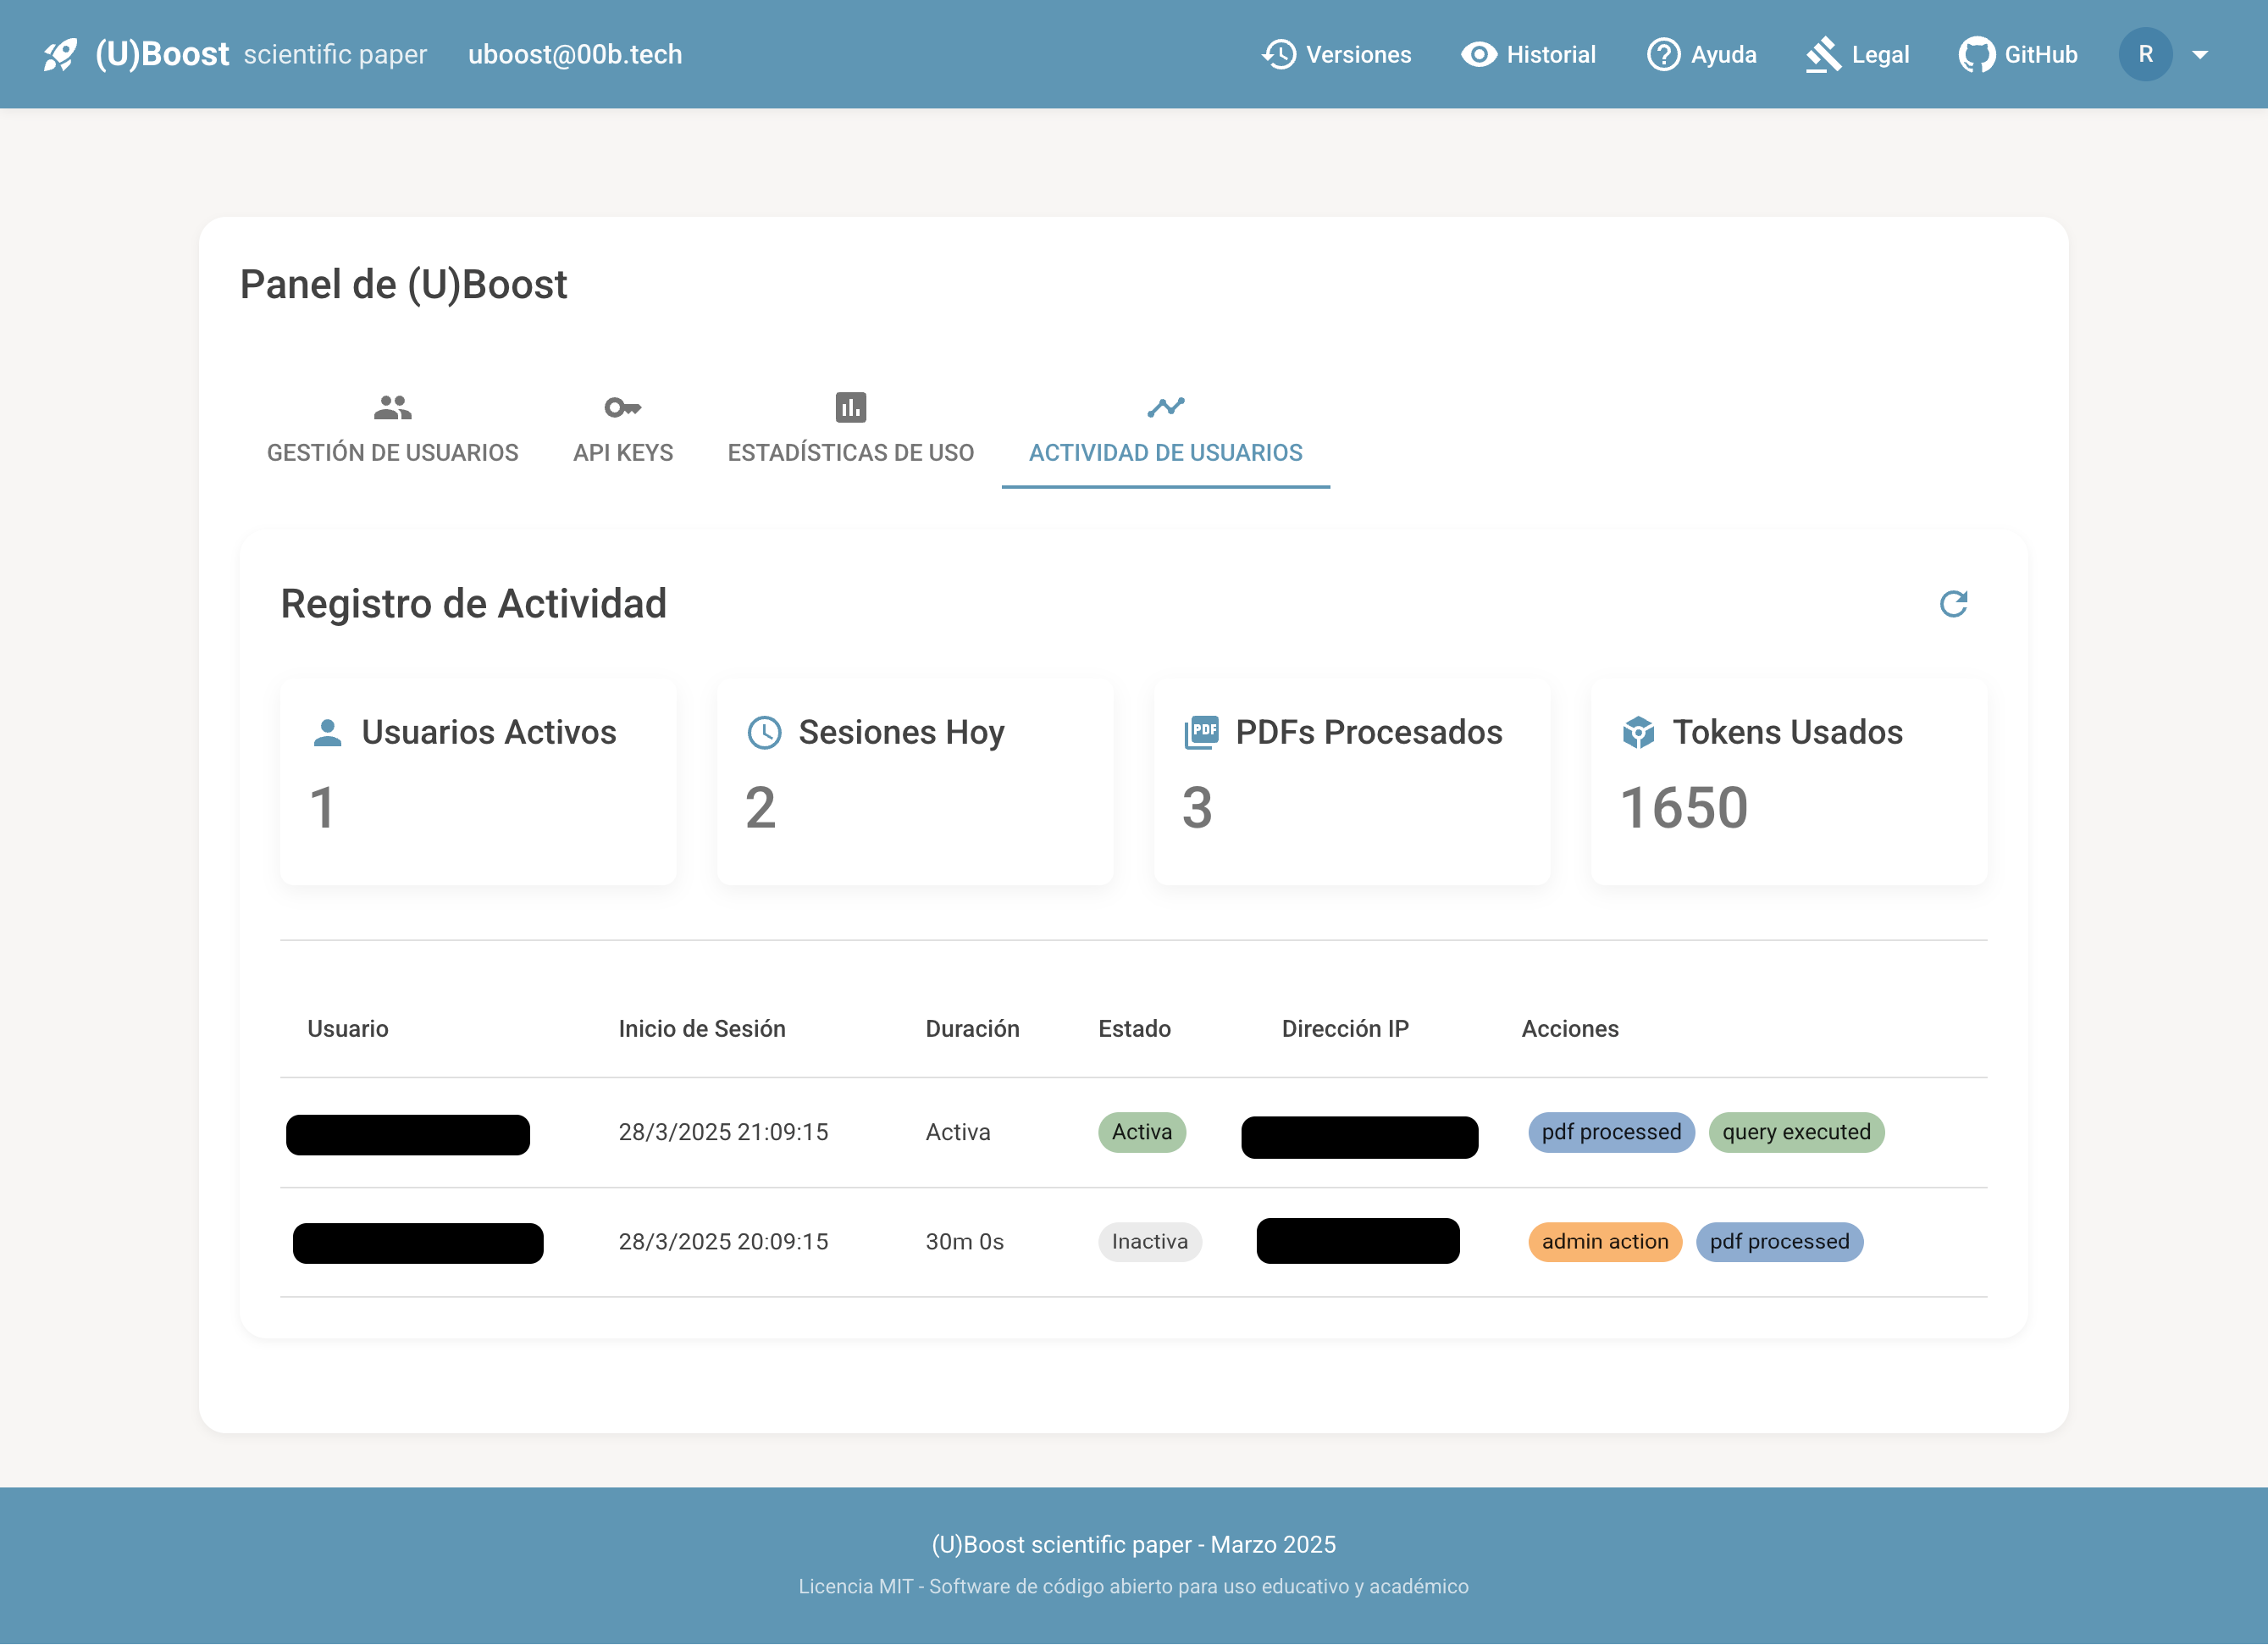 (U)Boost scientific paper uboost@00b.tech Versiones Historial Ayuda Legal GitHub R
Panel de (U)Boost
GESTIÓN DE USUARIOS API KEYS ESTADÍSTICAS DE USO ACTIVIDAD DE USUARIOS
Registro de Actividad
Usuarios Activos
1
Sesiones Hoy
2
PDF PDFs Procesados
3
Tokens Usados
1650
Usuario Inicio de Sesión Duración Estado Dirección IP Acciones
28/3/2025 21:09:15 Activa Activa pdf processed query executed
28/3/2025 20:09:15 30m 0s Inactiva admin action pdf processed
(U)Boost scientific paper - Marzo 2025
Licencia MIT - Software de código abierto para uso educativo y académico